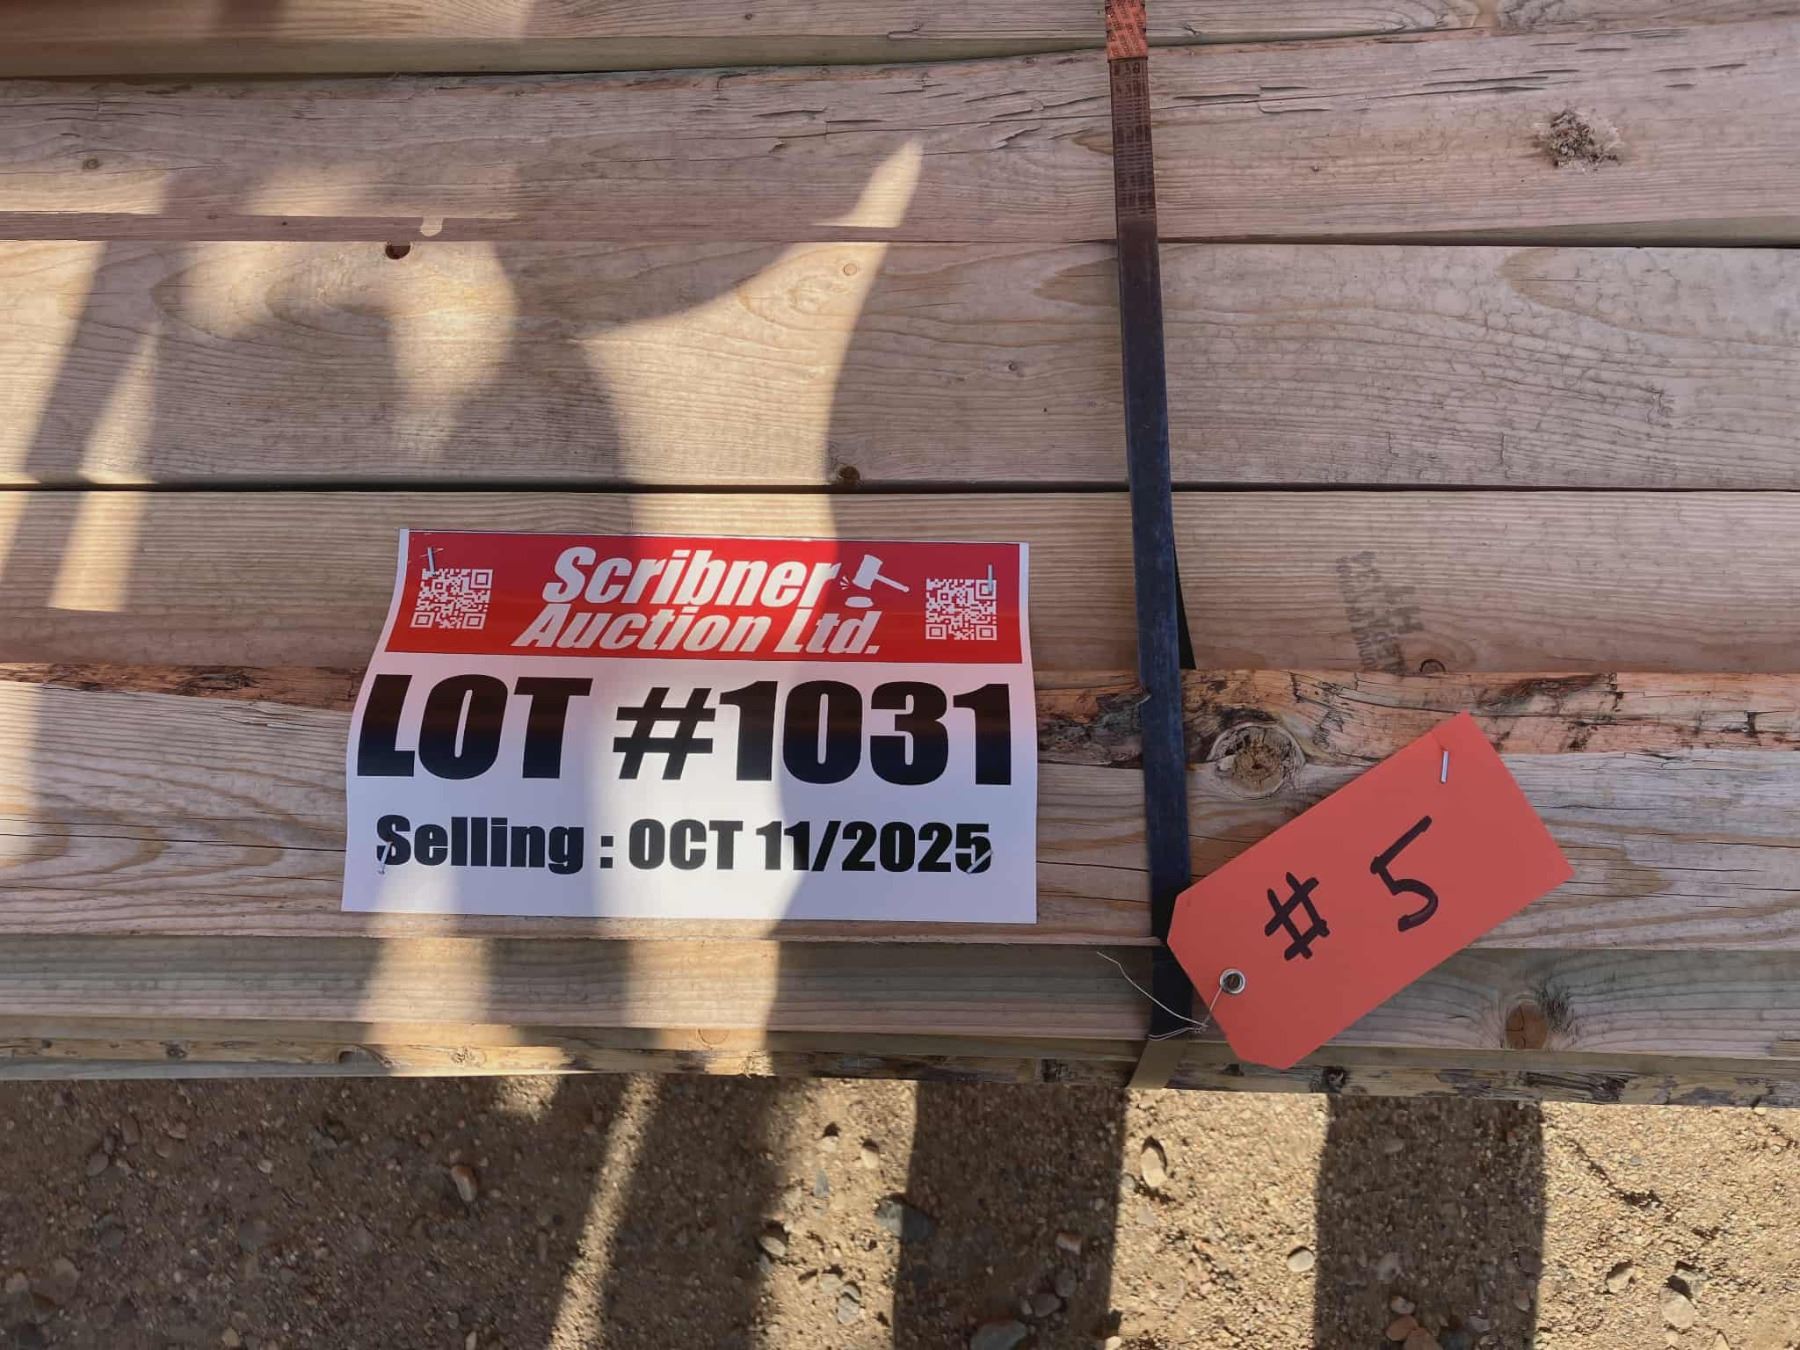 Scribner
Auction Ltd.
LOT #1031
Selling : OCT 11/2025
# 5